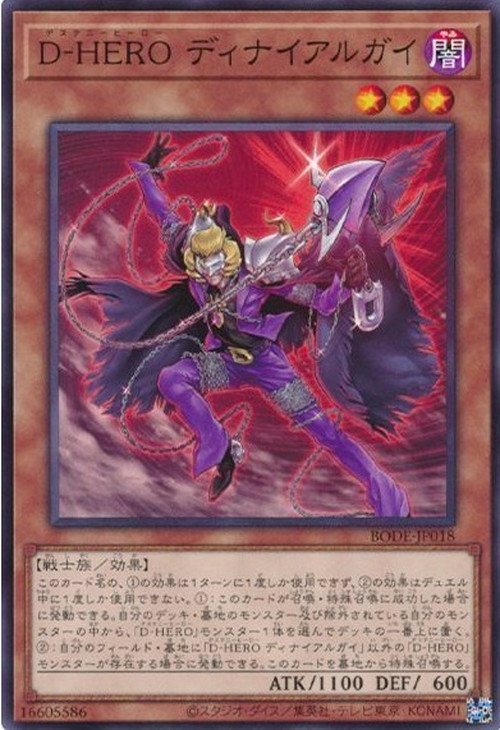 デステニーヒーロー
D-HERO ディナイアルガイ
やみ
闇
BODE-JP018
【戦士族／効果】
このカード名の、①の効果は1ターンに1度しか使用できず、②の効果はデュエル
中に1度しか使用できない。①：このカードが召喚・特殊召喚に成功した場合
に発動できる。自分のデッキ・墓地のモンスター及び除外されている自分のモ
ンスターの中から、「D-HERO」モンスター1体を選んでデッキの一番上に置く。
②：自分のフィールド・墓地に「D-HERO ディナイアルガイ」以外の「D-HERO」
モンスターが存在する場合に発動できる。このカードを墓地から特殊召喚する。
ATK/1100 DEF/ 600
16605586 ©スタジオ・ダイス／集英社・テレビ東京・KONAMI